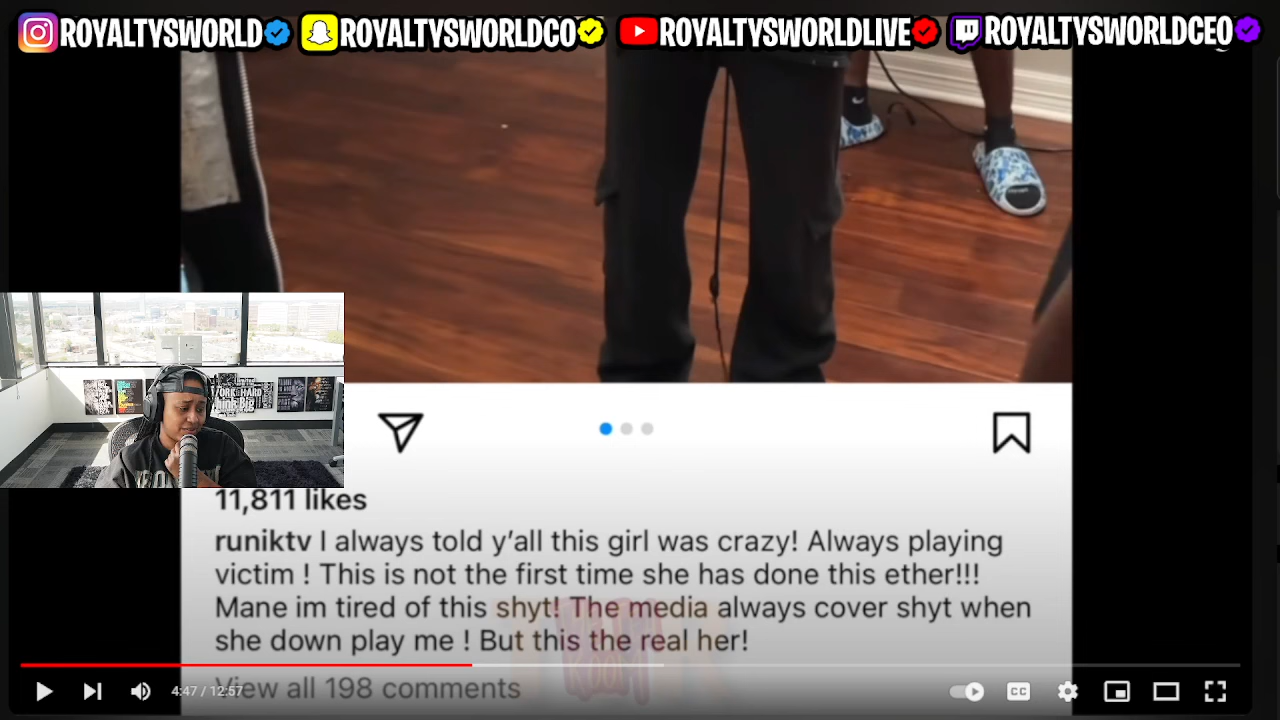 ROYALTYSWORLD ROYALTYSWORLDCO ROYALTYSWORLDLIVE ROYALTYSWORLDCEO
WORK HARD
11,811 likes
runiktv I always told y’all this girl was crazy! Always playing
victim ! This is not the first time she has done this ether!!!
Mane im tired of this shyt! The media always cover shyt when
she down play me ! But this the real her!
View all 198 comments
4:47 / 12:57
CC